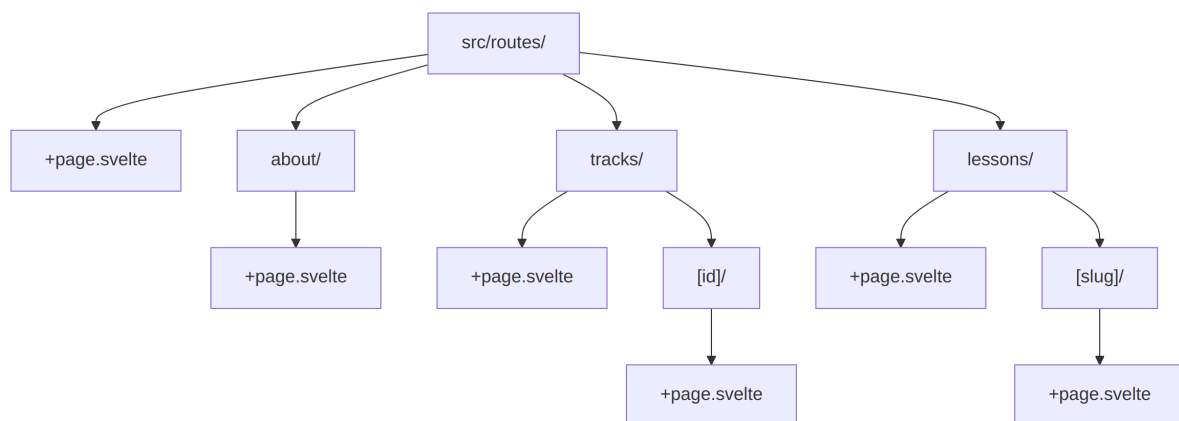 src/routes/
+page.svelte
about/
tracks/
lessons/
+page.svelte
+page.svelte
[id]/
+page.svelte
[slug]/
+page.svelte
+page.svelte